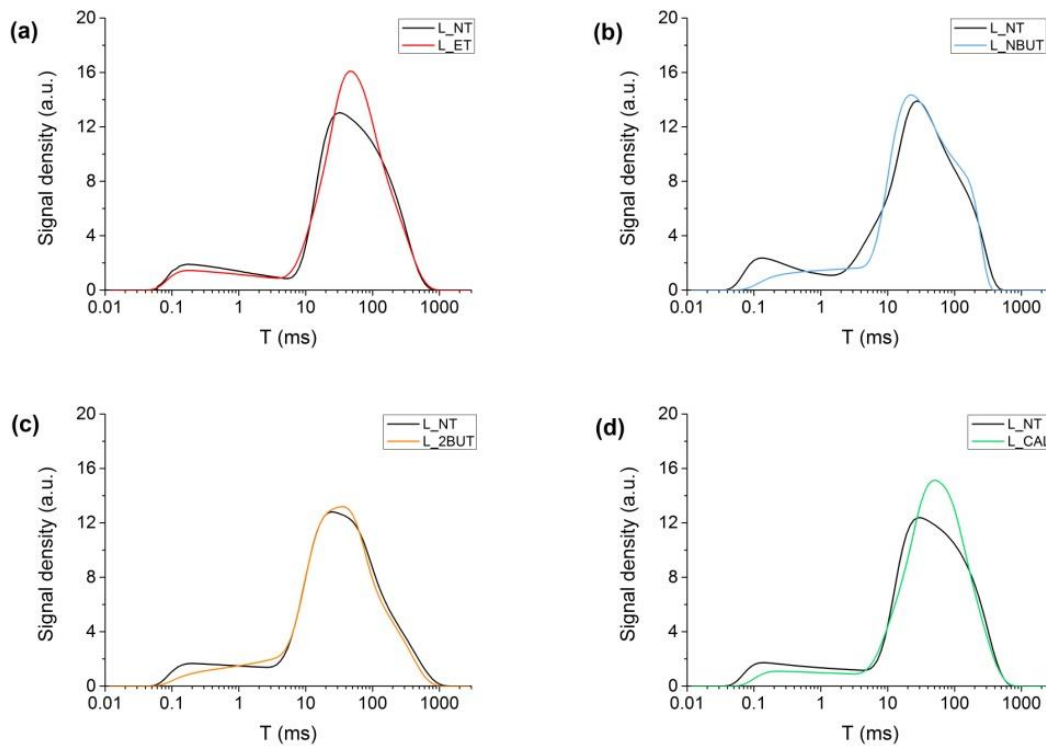 (a)
20
16
12
8
4
0
Signal density (a.u.)
L_NT
L_ET
0.01 0.1 1 10 100 1000
T (ms)
(b)
20
16
12
8
4
0
Signal density (a.u.)
L_NT
L_NBUT
0.01 0.1 1 10 100 1000
T (ms)
(c)
20
16
12
8
4
0
Signal density (a.u.)
L_NT
L_2BUT
0.01 0.1 1 10 100 1000
T (ms)
(d)
20
16
12
8
4
0
Signal density (a.u.)
L_NT
L_CAL
0.01 0.1 1 10 100 1000
T (ms)